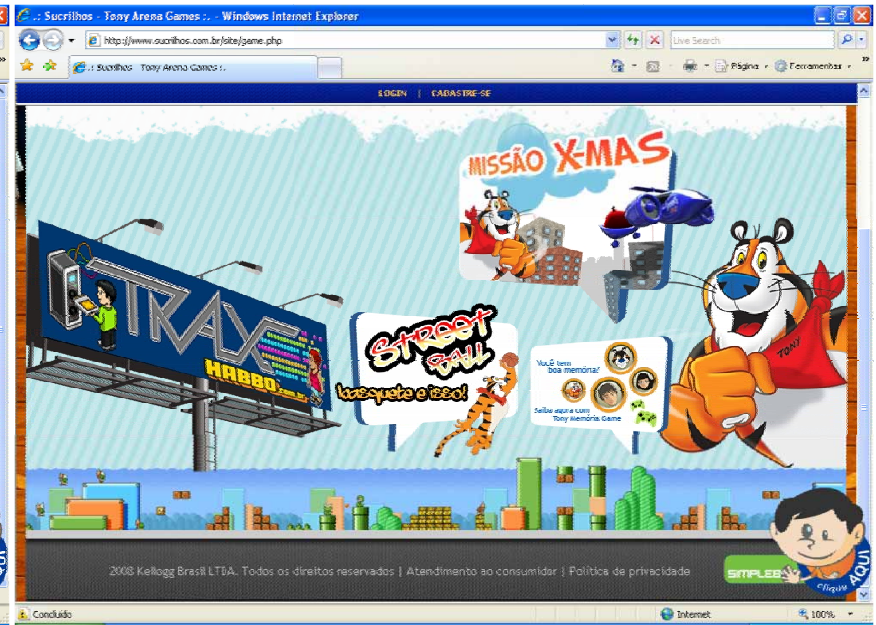 .: Sucrilhos - Tony Arena Games :. - Windows Internet Explorer
http://www.sucrilhos.com.br/site/game.php
Live Search
.: Sucrilhos - Tony Arena Games :.
Página
Ferramentas
LOGIN | CADASTRE-SE
MISSÃO X-MAS
TRAX
HABBO.com.br
STREET
BALL
basquete e isso!
Você tem
boa memória?
Saiba agora com
Tony Memória Game
TONY
2008 Kellogg Brasil LTDA. Todos os direitos reservados | Atendimento ao consumidor | Política de privacidade
SIMPLES
clique AQUI
Concluído
Internet
100%